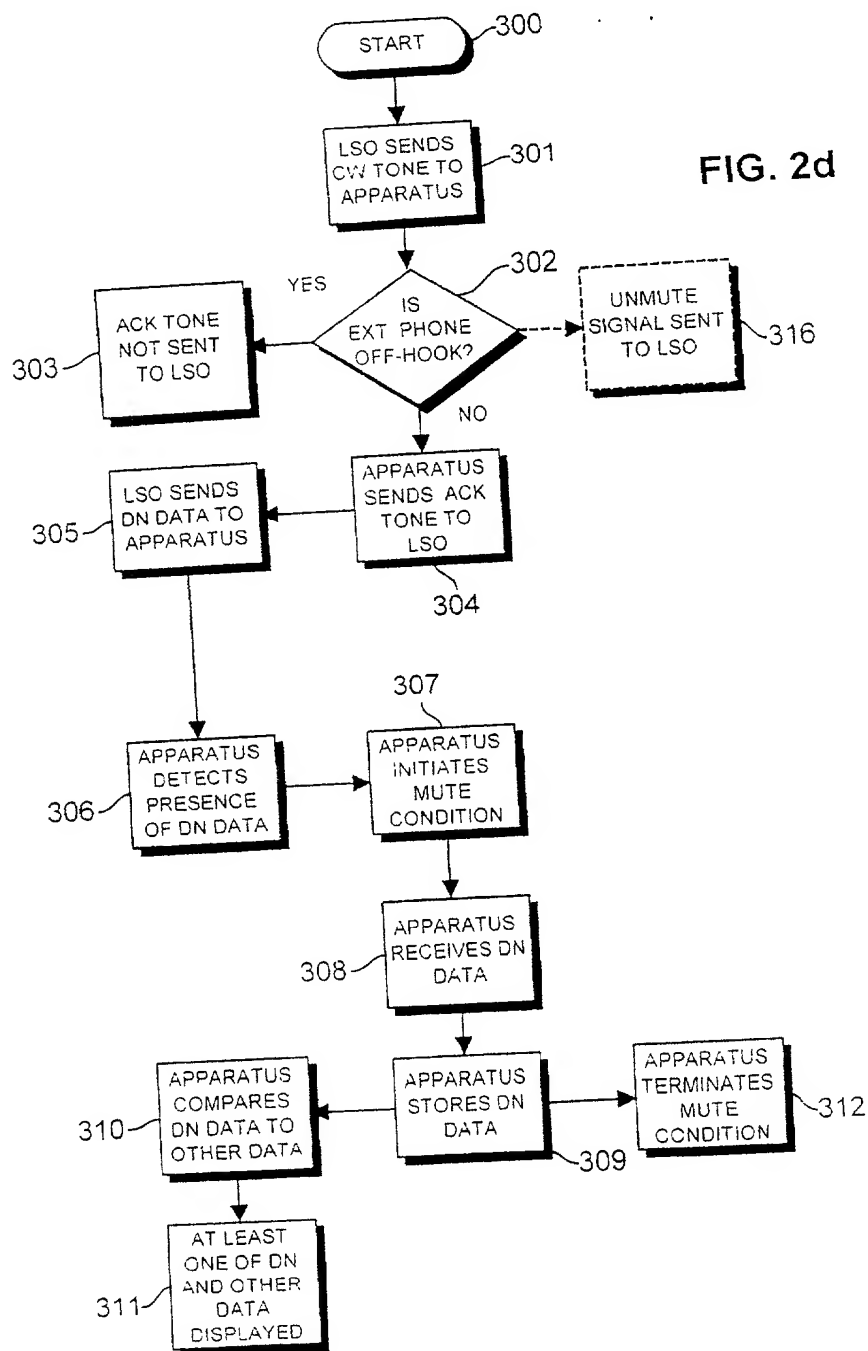 START
300
LSO SENDS
CW TONE TO
APPARATUS
301
FIG. 2d
302
YES
IS
EXT PHONE
OFF-HOOK?
UNMUTE
SIGNAL SENT
TO LSO
316
ACK TONE
NOT SENT
TO LSO
303
NO
LSO SENDS
DN DATA TO
APPARATUS
305
APPARATUS
SENDS ACK
TONE TO
LSO
304
307
APPARATUS
DETECTS
PRESENCE
OF DN DATA
306
APPARATUS
INITIATES
MUTE
CONDITION
APPARATUS
RECEIVES DN
DATA
308
APPARATUS
COMPARES
DN DATA TO
OTHER DATA
310
APPARATUS
STORES DN
DATA
309
APPARATUS
TERMINATES
MUTE
CONDITION
312
AT LEAST
ONE OF DN
AND OTHER
DATA
DISPLAYED
311